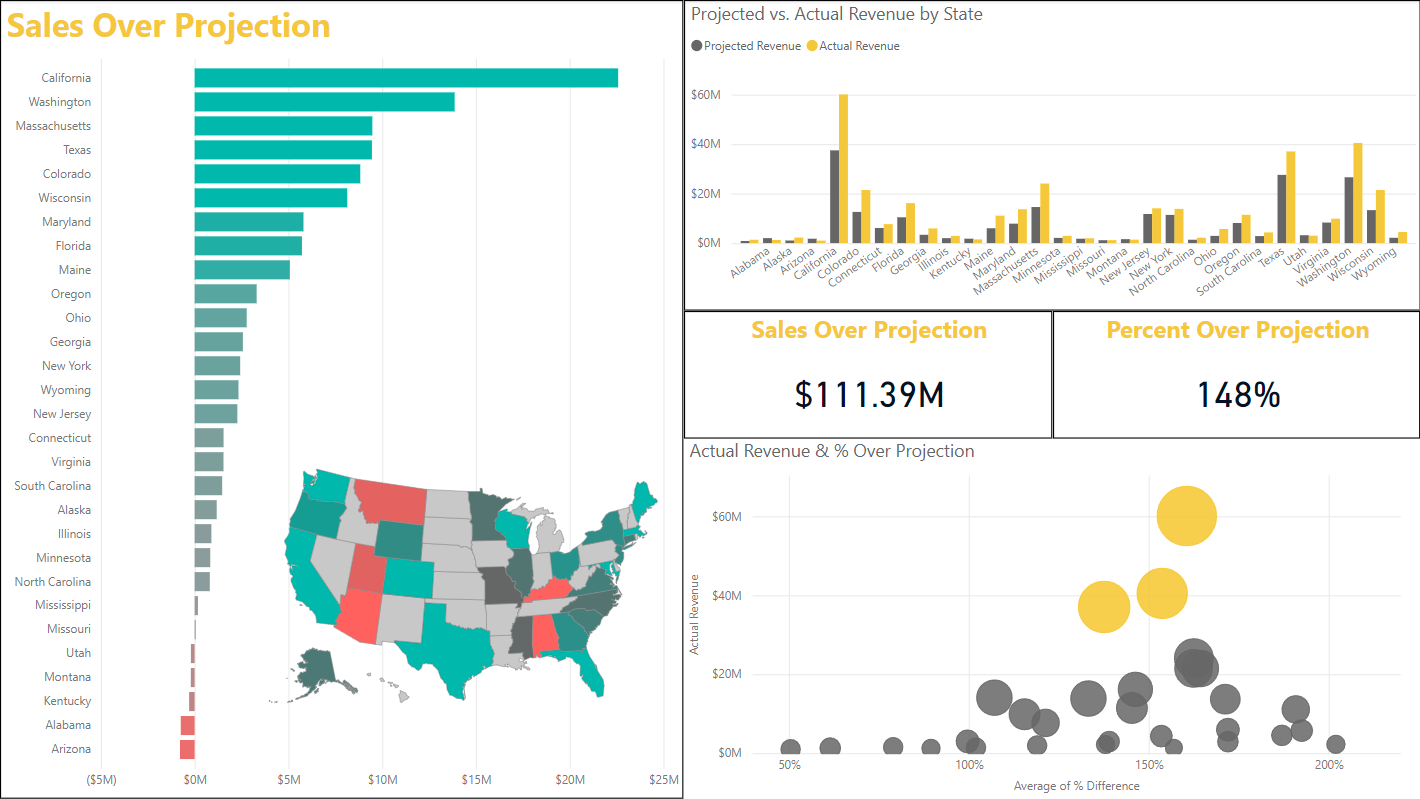 Sales Over Projection
California
Washington
Massachusetts
Texas
Colorado
Wisconsin
Maryland
Florida
Maine
Oregon
Ohio
Georgia
New York
Wyoming
New Jersey
Connecticut
Virginia
South Carolina
Alaska
Illinois
Minnesota
North Carolina
Mississippi
Missouri
Utah
Montana
Kentucky
Alabama
Arizona
($5M) $0M $5M $10M $15M $20M $25M
Projected vs. Actual Revenue by State
Projected Revenue Actual Revenue
$60M
$40M
$20M
$0M
Alabama Alaska Arizona California Colorado Connecticut Florida Georgia Illinois Kentucky Maine Maryland Massachusetts Minnesota Mississippi Missouri Montana New Jersey New York North Carolina Ohio Oregon South Carolina Texas Utah Virginia Washington Wisconsin Wyoming
Sales Over Projection
$111.39M
Percent Over Projection
148%
Actual Revenue & % Over Projection
Actual Revenue
$60M
$40M
$20M
$0M
50% 100% 150% 200%
Average of % Difference